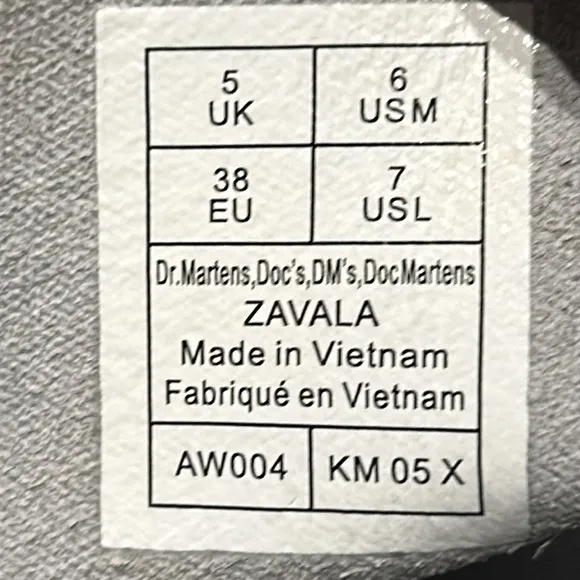 5 6
UK USM
38 7
EU USL
Dr.Martens,Doc's,DM's,DocMartens
ZAVALA
Made in Vietnam
Fabriqué en Vietnam
AW004 KM 05 X